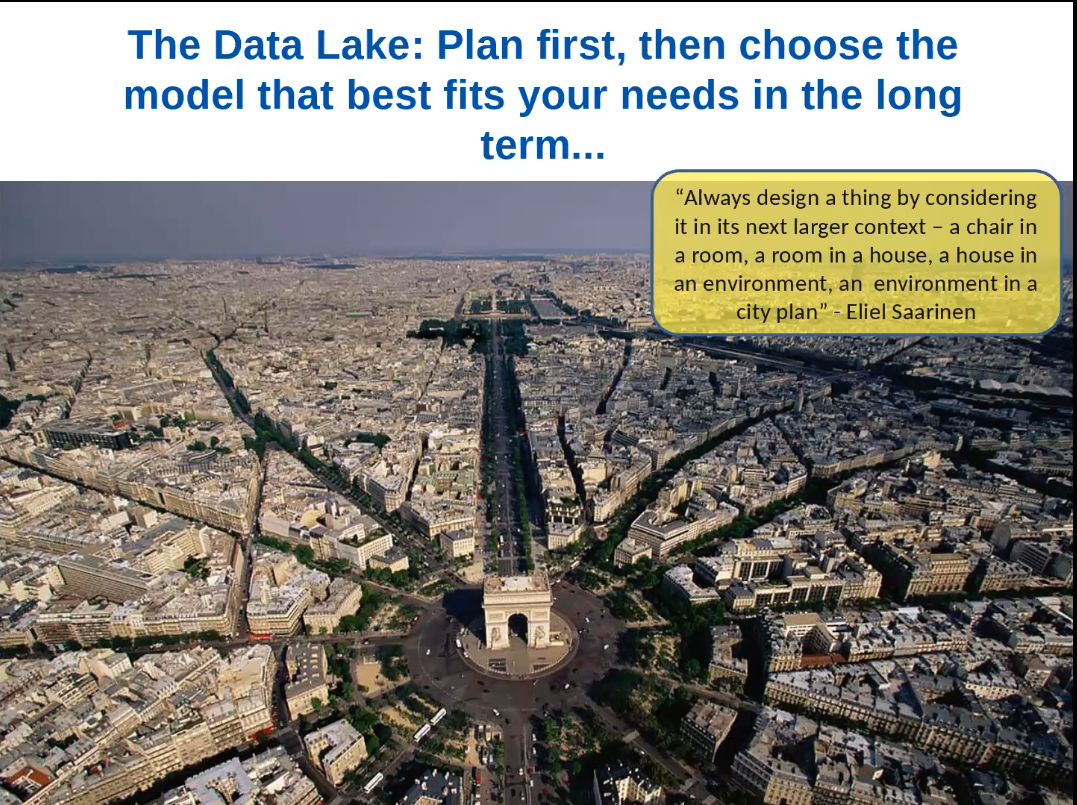 The Data Lake: Plan first, then choose the
model that best fits your needs in the long
term...
“Always design a thing by considering
it in its next larger context – a chair in
a room, a room in a house, a house in
an environment, an  environment in a
city plan” - Eliel Saarinen